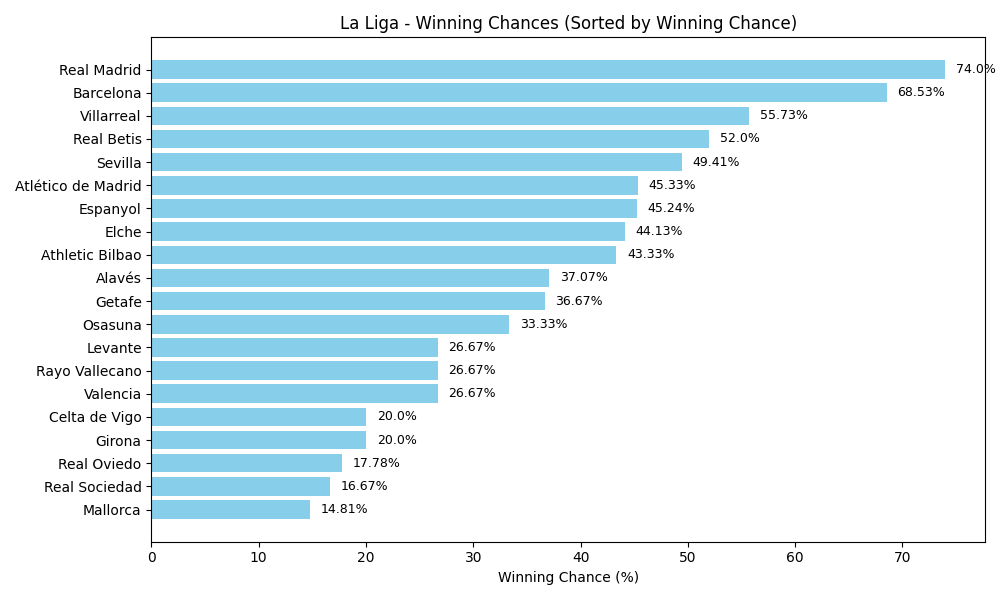 La Liga - Winning Chances (Sorted by Winning Chance)
Real Madrid 74.0%
Barcelona 68.53%
Villarreal 55.73%
Real Betis 52.0%
Sevilla 49.41%
Atlético de Madrid 45.33%
Espanyol 45.24%
Elche 44.13%
Athletic Bilbao 43.33%
Alavés 37.07%
Getafe 36.67%
Osasuna 33.33%
Levante 26.67%
Rayo Vallecano 26.67%
Valencia 26.67%
Celta de Vigo 20.0%
Girona 20.0%
Real Oviedo 17.78%
Real Sociedad 16.67%
Mallorca 14.81%
0 10 20 30 40 50 60 70
Winning Chance (%)